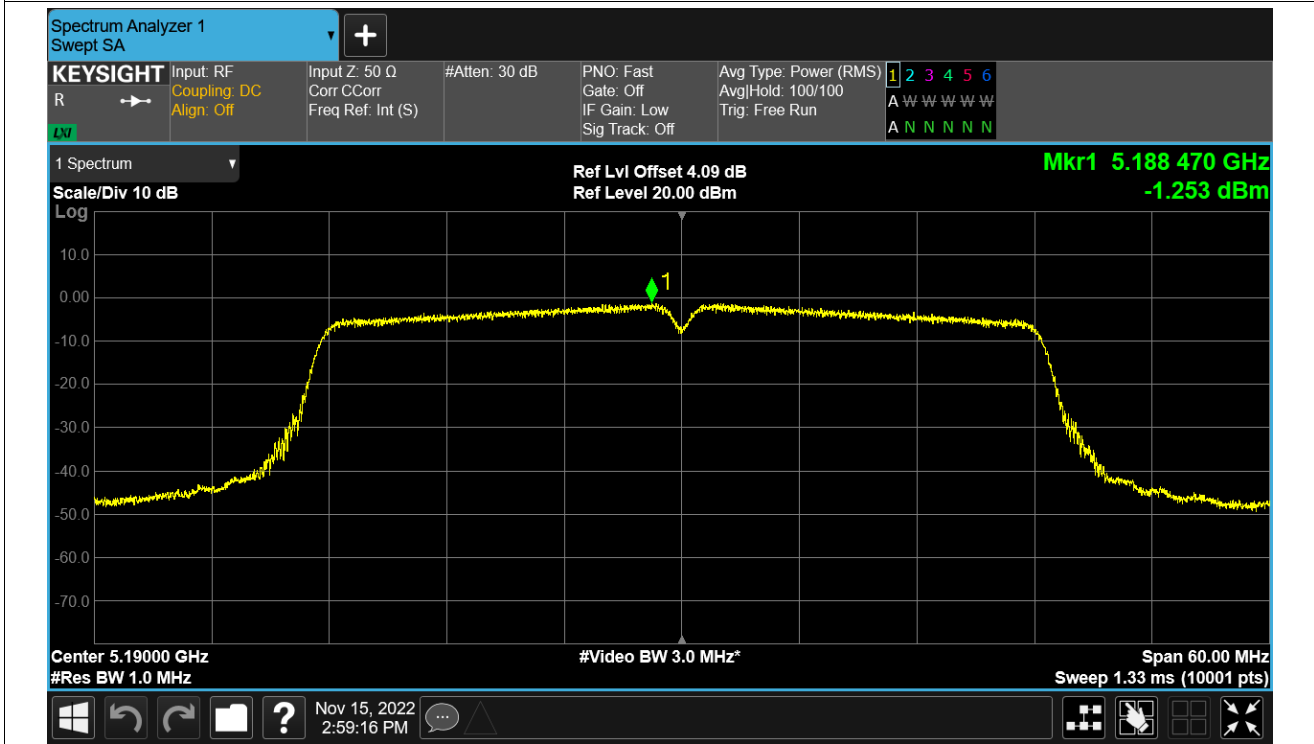 Spectrum Analyzer 1
Swept SA
KEYSIGHT
R
LXI
Input: RF
Coupling: DC
Align: Off
Input Z: 50 Ω
Corr CCorr
Freq Ref: Int (S)
#Atten: 30 dB
PNO: Fast
Gate: Off
IF Gain: Low
Sig Track: Off
Avg Type: Power (RMS)
Avg|Hold: 100/100
Trig: Free Run
1 2 3 4 5 6
A W W W W W
A N N N N N
1 Spectrum
Scale/Div 10 dB
Log
Ref Lvl Offset 4.09 dB
Ref Level 20.00 dBm
Mkr1 5.188 470 GHz
-1.253 dBm
10.0
0.00
-10.0
-20.0
-30.0
-40.0
-50.0
-60.0
-70.0
1
Center 5.19000 GHz
#Res BW 1.0 MHz
#Video BW 3.0 MHz*
Span 60.00 MHz
Sweep 1.33 ms (10001 pts)
?
Nov 15, 2022
2:59:16 PM